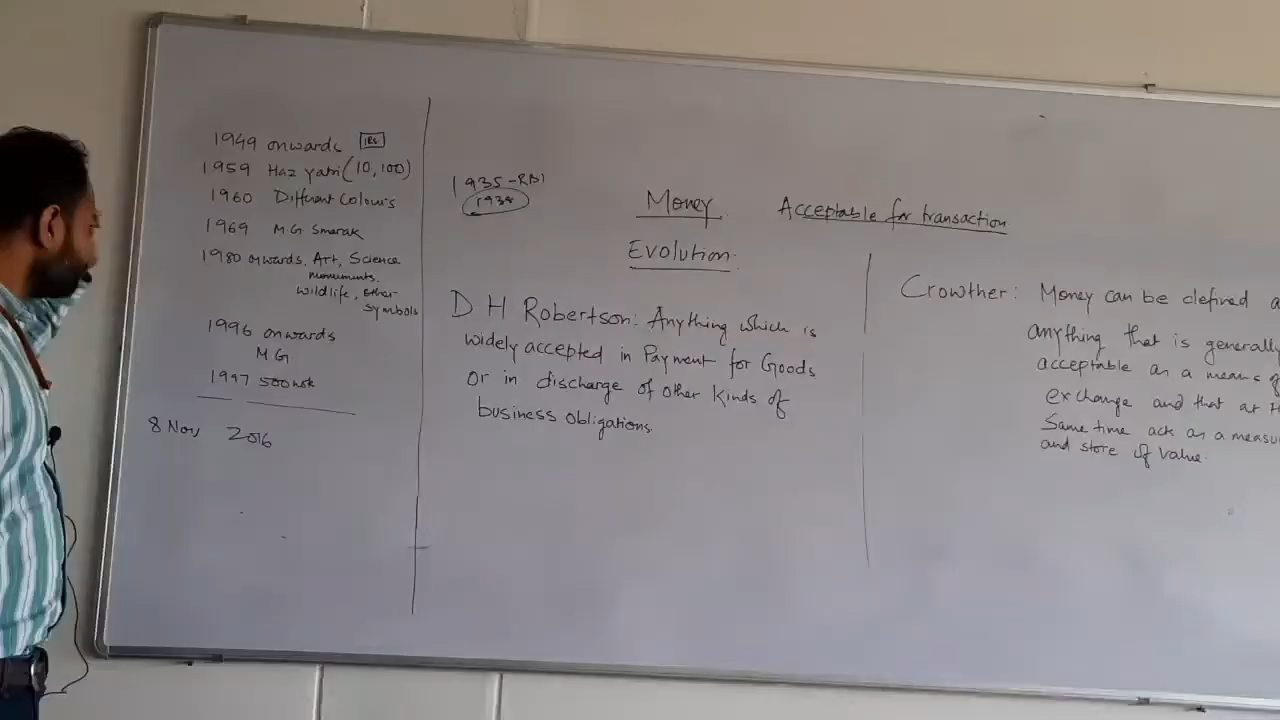 1949 onwards 1RS
1959 Haz yatri (10, 100)
1960 Different Colours
1969 M G Smarak
1980 onwards, Art, Science
monuments,
wildlife, other
symbols
1996 onwards
M G
1997 500
8 Nov 2016
1935-RBI
1938
Money
Acceptable for transaction
Evolution
D H Robertson: Anything which is
widely accepted in Payment for Goods
or in discharge of other kinds of
business obligations.
Crowther: Money can be defined
anything that is generally
acceptable as a means of
exchange and that at
Same time act as a
and store of value.